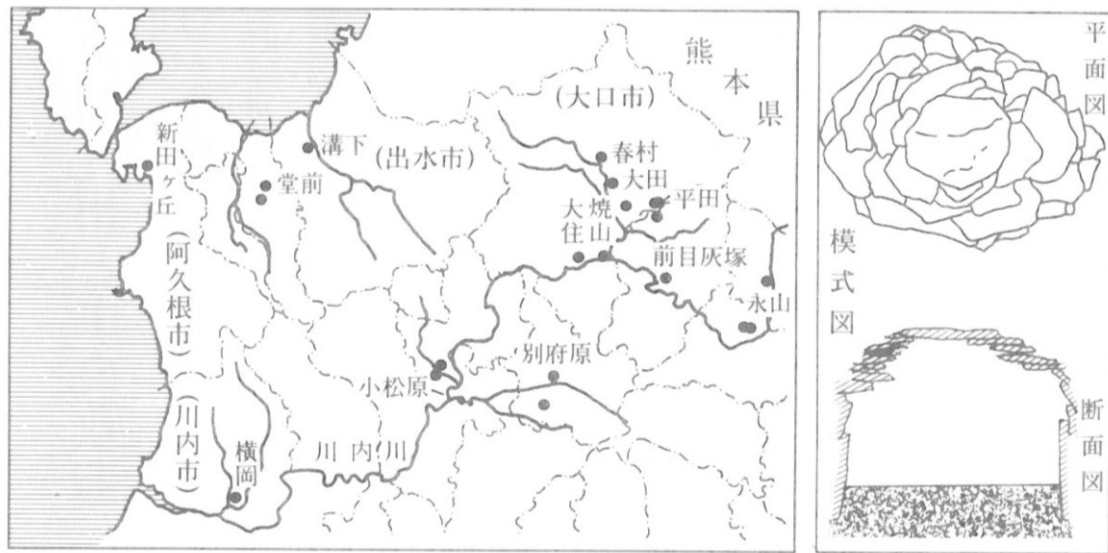 熊本県
(大口市)
春村
大田
平田
焼山
大住
前目灰塚
永山
溝下
(出水市)
堂前
新田ヶ丘
(阿久根市)
別府原
小松原
川内川
(川内市)
横岡
平面図
模式図
断面図